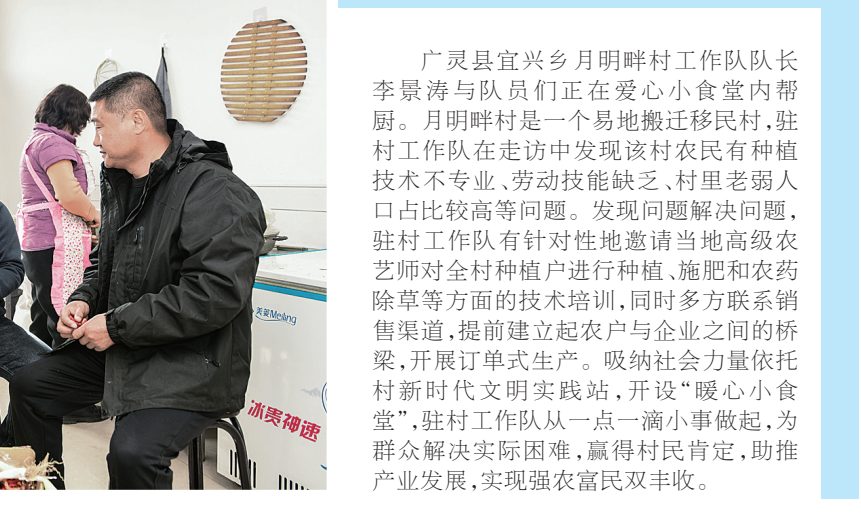 广灵县宜兴乡月明畔村工作队队长
李景涛与队员们正在爱心小食堂内帮
厨。月明畔村是一个易地搬迁移民村,驻
村工作队在走访中发现该村农民有种植
技术不专业、劳动技能缺乏、村里老弱人
口占比较高等问题。发现问题解决问题,
驻村工作队有针对性地邀请当地高级农
艺师对全村种植户进行种植、施肥和农药
除草等方面的技术培训,同时多方联系销
售渠道,提前建立起农户与企业之间的桥
梁,开展订单式生产。吸纳社会力量依托
村新时代文明实践站,开设“暖心小食
堂”,驻村工作队从一点一滴小事做起,为
群众解决实际困难,赢得村民肯定,助推
产业发展,实现强农富民双丰收。
美菱Meiling
冰贵神速